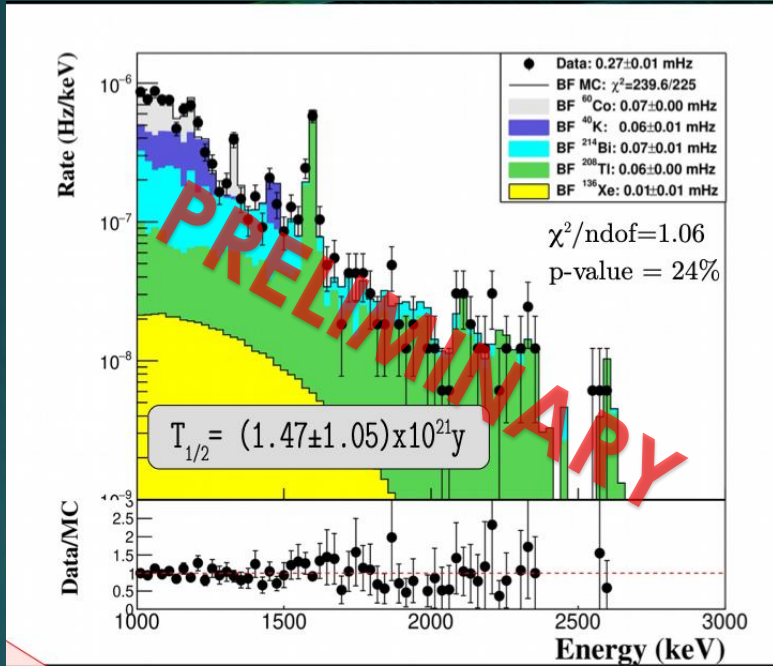 10⁻⁶
10⁻⁷
10⁻⁸
10⁻⁹
Rate (Hz/keV)
Data: 0.27±0.01 mHz
BF MC: χ²=239.6/225
BF ⁶⁰Co: 0.07±0.00 mHz
BF ⁴⁰K: 0.06±0.01 mHz
BF ²¹⁴Bi: 0.07±0.01 mHz
BF ²⁰⁸Tl: 0.06±0.00 mHz
BF ¹³⁶Xe: 0.01±0.01 mHz
χ²/ndof=1.06
p-value = 24%
PRELIMINARY
T₁/₂= (1.47±1.05)x10²¹y
Data/MC
3
2.5
2
1.5
1
0.5
0
1000 1500 2000 2500 3000
Energy (keV)